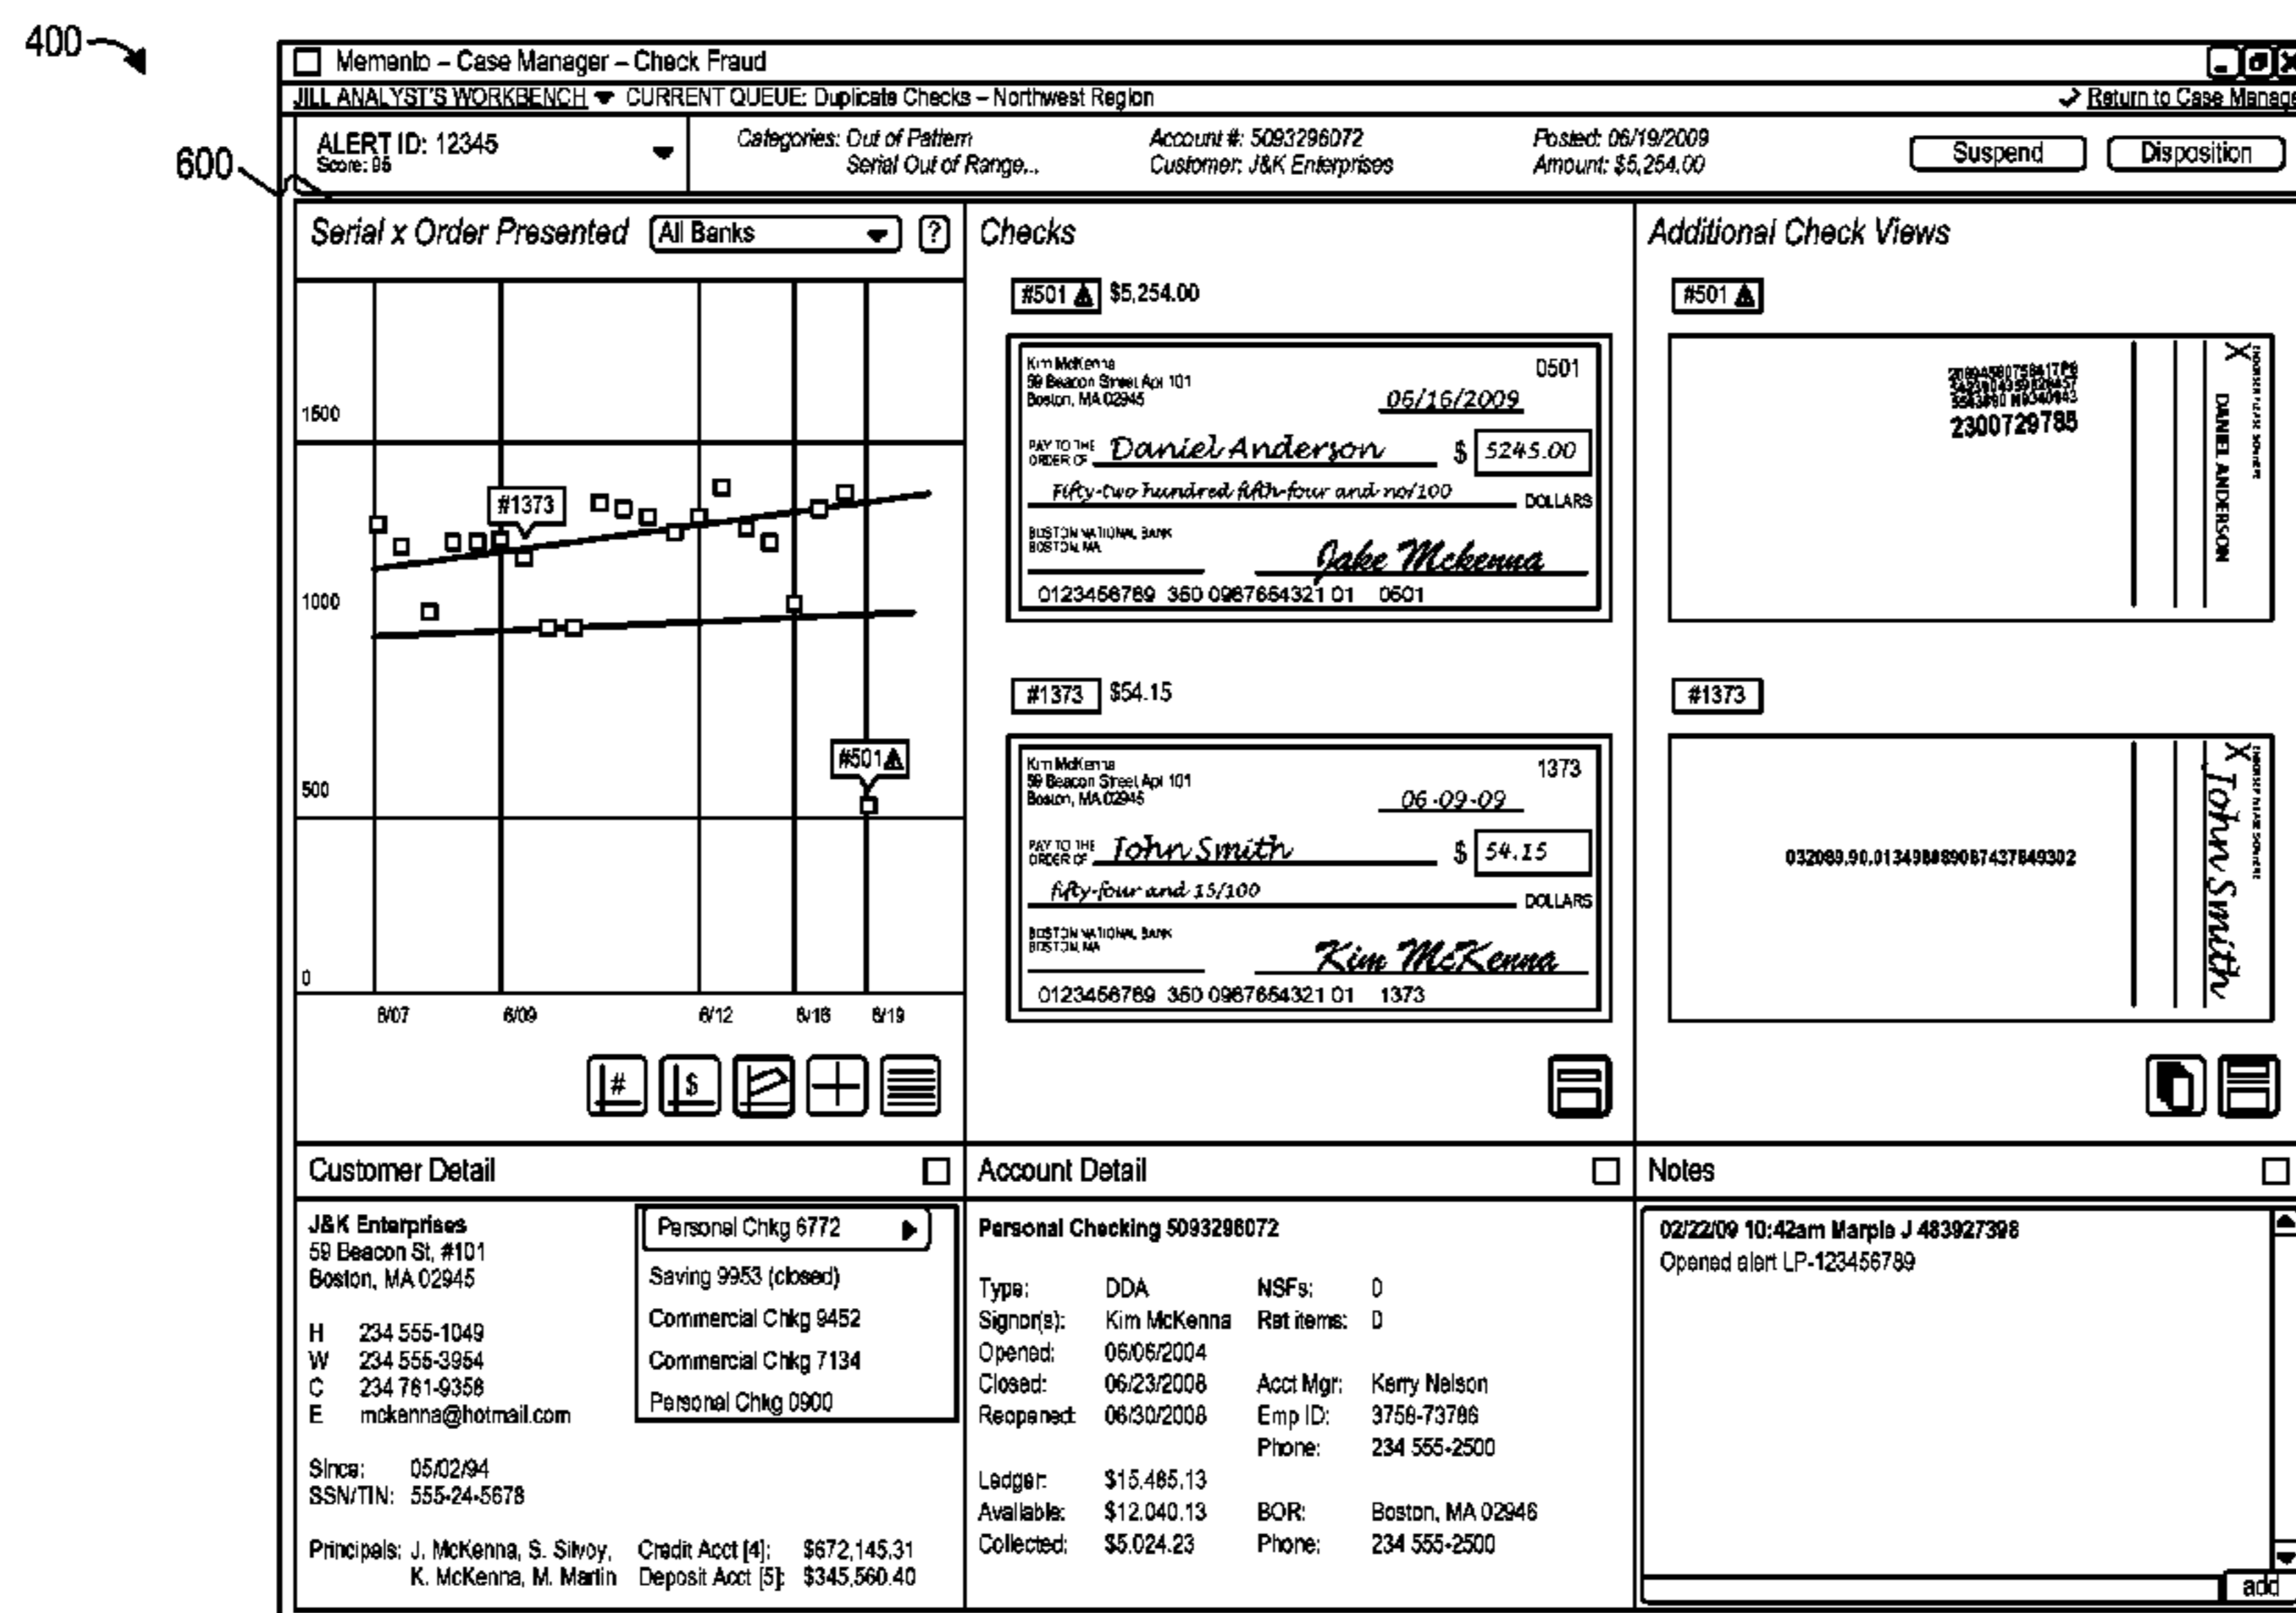 400
Memento – Case Manager – Check Fraud
JILL ANALYST'S WORKBENCH CURRENT QUEUE: Duplicate Checks – Northwest Region
Return to Case Manage
600
ALERT ID: 12345
Score: 95
Categories: Out of Pattern
Serial Out of Range...
Account #: 5093296072
Customer: J&K Enterprises
Posted: 06/19/2009
Amount: $5,254.00
Suspend
Disposition
Serial x Order Presented
All Banks
?
1500
1000
500
0
#1373
#501
6/07 6/09 6/12 6/16 6/19
# $
Checks
#501 $5,254.00
Kim McKenna
59 Beacon Street Apt 101
Boston, MA 02945
0501
06/16/2009
PAY TO THE
ORDER OF
Daniel Anderson
$ 5245.00
Fifty-two hundred fifth-four and no/100
DOLLARS
BOSTON NATIONAL BANK
BOSTON, MA
Jake Mckenna
0123456789 360 0987654321 01 0501
#1373 $54.15
Kim McKenna
59 Beacon Street Apt 101
Boston, MA 02945
1373
06-09-09
PAY TO THE
ORDER OF
John Smith
$ 54.15
fifty-four and 15/100
DOLLARS
BOSTON NATIONAL BANK
BOSTON, MA
Kim McKenna
0123456789 360 0987654321 01 1373
Additional Check Views
#501
2300729785
X
DANIEL ANDERSON
#1373
X John Smith
Customer Detail
J&K Enterprises
59 Beacon St, #101
Boston, MA 02945
H 234 555-1049
W 234 555-3954
C 234 761-9358
E mckenna@hotmail.com
Since: 05/02/94
SSN/TIN: 555-24-5678
Principals: J. McKenna, S. Silvoy,
K. McKenna, M. Martin
Personal Chkg 6772
Saving 9953 (closed)
Commercial Chkg 9452
Commercial Chkg 7134
Personal Chkg 0900
Credit Acct [4]: $672,145.31
Deposit Acct [5]: $345,560.40
Account Detail
Personal Checking 5093296072
Type: DDA
Signor(s): Kim McKenna
Opened: 06/06/2004
Closed: 06/23/2008
Reopened: 06/30/2008
Ledger: $15.485.13
Available: $12.040.13
Collected: $5.024.23
NSFs: 0
Ret items: 0
Acct Mgr: Kerry Nelson
Emp ID: 3758-73786
Phone: 234 555-2500
BOR: Boston, MA 02946
Phone: 234 555-2500
Notes
02/22/09 10:42am Marple J 483927398
Opened alert LP-123456789
add